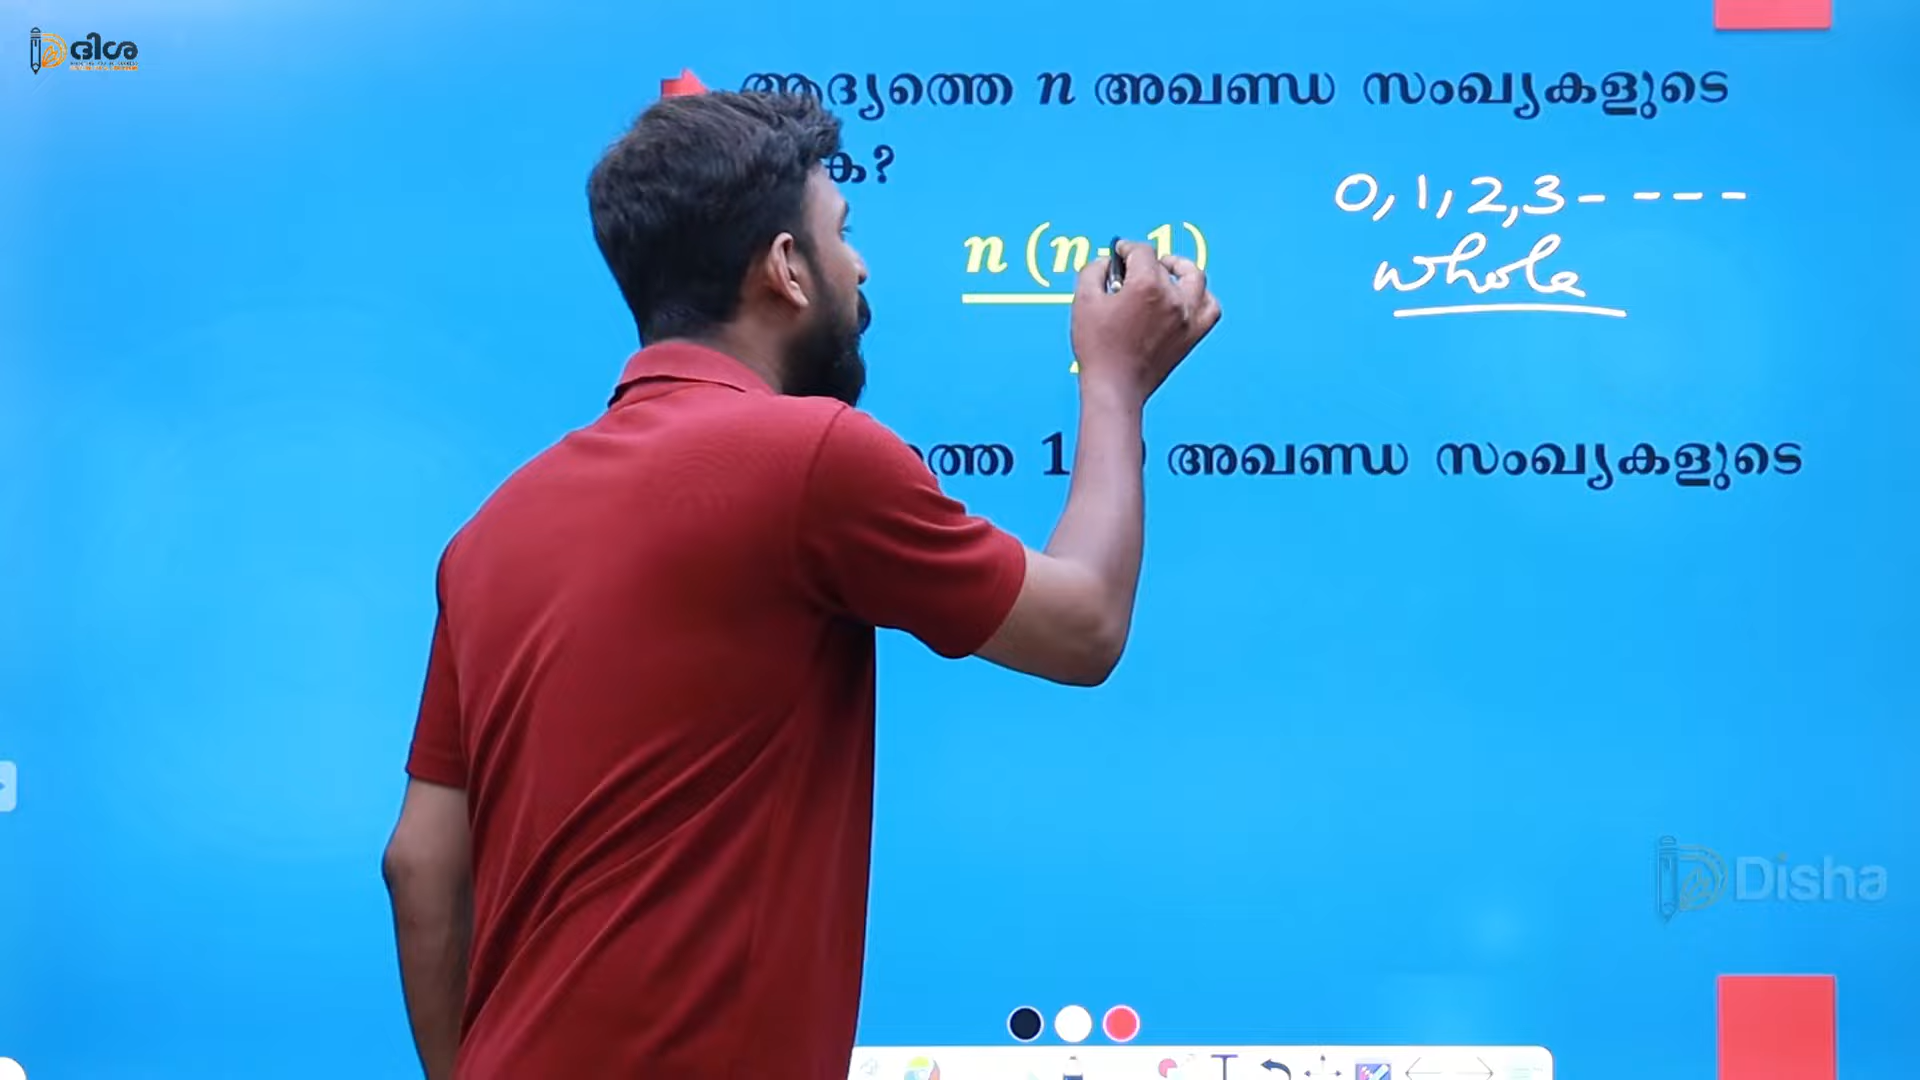 ദിശ
ആദ്യത്തെ n അഖണ്ഡ സംഖ്യകളുടെ
0, 1, 2, 3 - - - -
n (n 1)
whole
അഖണ്ഡ സംഖ്യകളുടെ
Disha